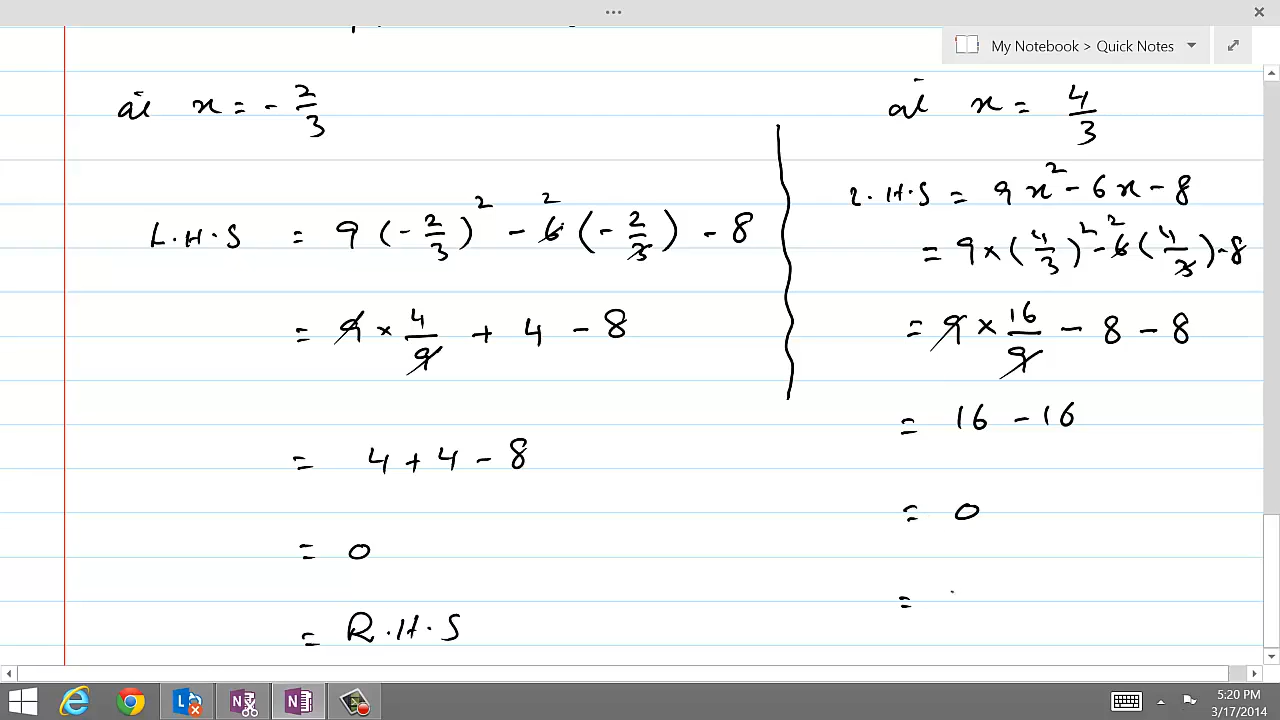 My Notebook > Quick Notes
at x = - 2/3
L.H.S = 9 (- 2/3)² - 6̶ ² (- 2/3̶) - 8
= 9̶ × 4/9̶ + 4 - 8
= 4 + 4 - 8
= 0
= R.H.S
at x = 4/3
L.H.S = 9x² - 6x - 8
= 9 × (4/3)² - 6̶ ² (4/3̶) - 8
= 9̶ × 16/9̶ - 8 - 8
= 16 - 16
= 0
=
5:20 PM
3/17/2014